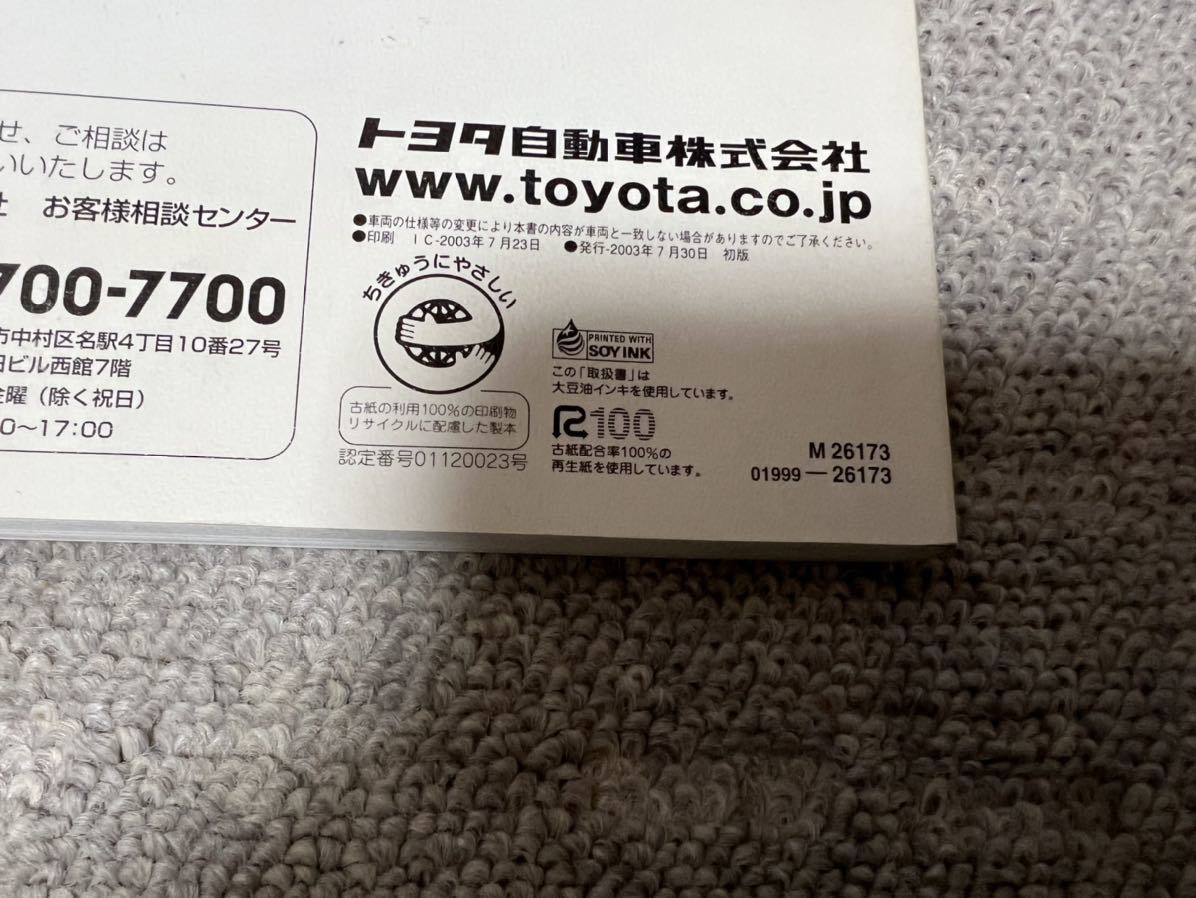 せ、ご相談は
いいたします。
社 お客様相談センター
700-7700
市中村区名駅4丁目10番27号
田ビル西館7階
金曜（除く祝日）
0～17:00
トヨタ自動車株式会社
www.toyota.co.jp
●車両の仕様等の変更により本書の内容が車両と一致しない場合がありますのでご了承ください。
●印刷 IC-2003年7月23日 ●発行-2003年7月30日 初版
ちきゅうにやさしい
古紙の利用100%の印刷物
リサイクルに配慮した製本
認定番号01120023号
PRINTED WITH
SOY INK
この「取扱書」は
大豆油インキを使用しています。
R100
古紙配合率100%の
再生紙を使用しています。
M 26173
01999―26173